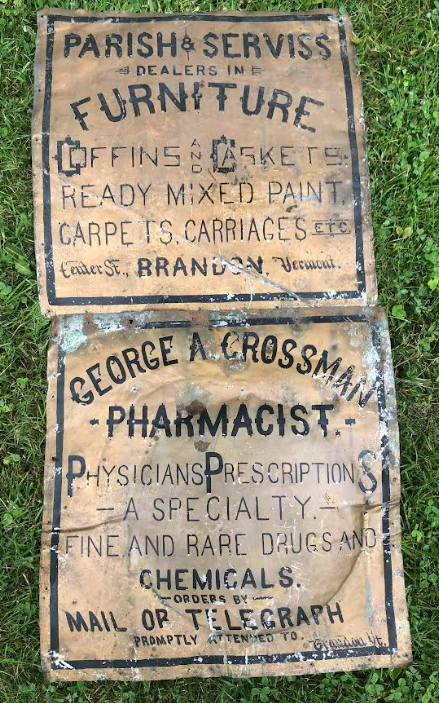 PARISH & SERVISS
DEALERS IN
FURNITURE
COFFINS AND CASKETS.
READY MIXED PAINT,
CARPETS, CARRIAGES ETC.
Center St., BRANDON, Vermont.
GEORGE A. CROSSMAN
-PHARMACIST.-
PHYSICIANS PRESCRIPTIONS
- A SPECIALTY. -
FINE AND RARE DRUGS AND
CHEMICALS.
ORDERS BY
MAIL OR TELEGRAPH
PROMPTLY ATTENDED TO. Brandon Vt.